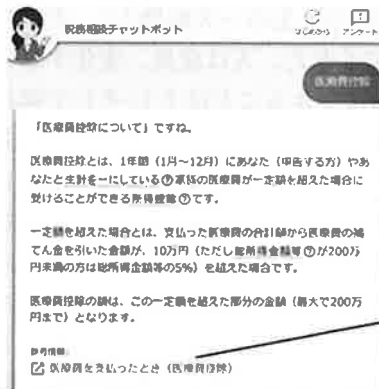 税務相談チャットボット
はじめから アンケート
医療費控除
「医療費控除について」ですね。
医療費控除とは、1年間（1月～12月）にあなた（申告する方）やあ
なたと生計を一にしている?家族の医療費が一定額を超えた場合に
受けることができる所得控除?です。
一定額を超えた場合とは、支払った医療費の合計額から医療費の補
てん金を引いた金額が、10万円（ただし総所得金額等?が200万
円未満の方は総所得金額等の5%）を超えた場合です。
医療費控除の額は、この一定額を超えた部分の金額（最大で200万
円まで）となります。
参考情報
医療費を支払ったとき（医療費控除）